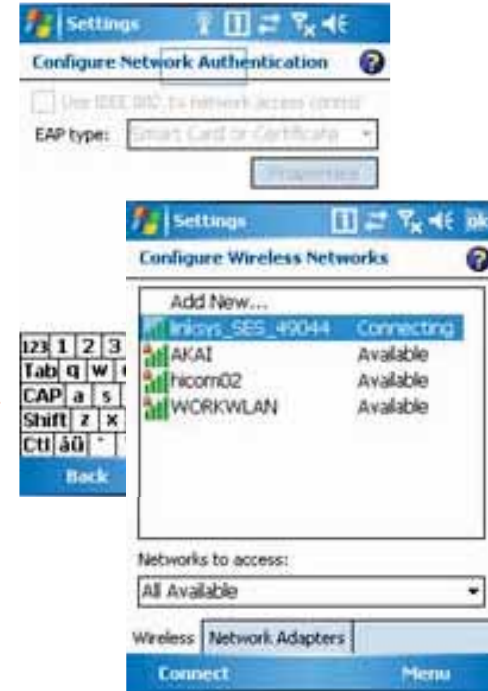 Settings
Configure Network Authentication
Use IEEE 802.1x network access control
EAP type: Smart Card or Certificate
Properties
123 1 2 3
Tab q w
CAP a s
Shift z x
Ctl áü `
Back
Settings ok
Configure Wireless Networks
Add New...
linksys_SES_49044 Connecting
AKAI Available
hicom02 Available
WORKWLAN Available
Networks to access:
All Available
Wireless Network Adapters
Connect Menu